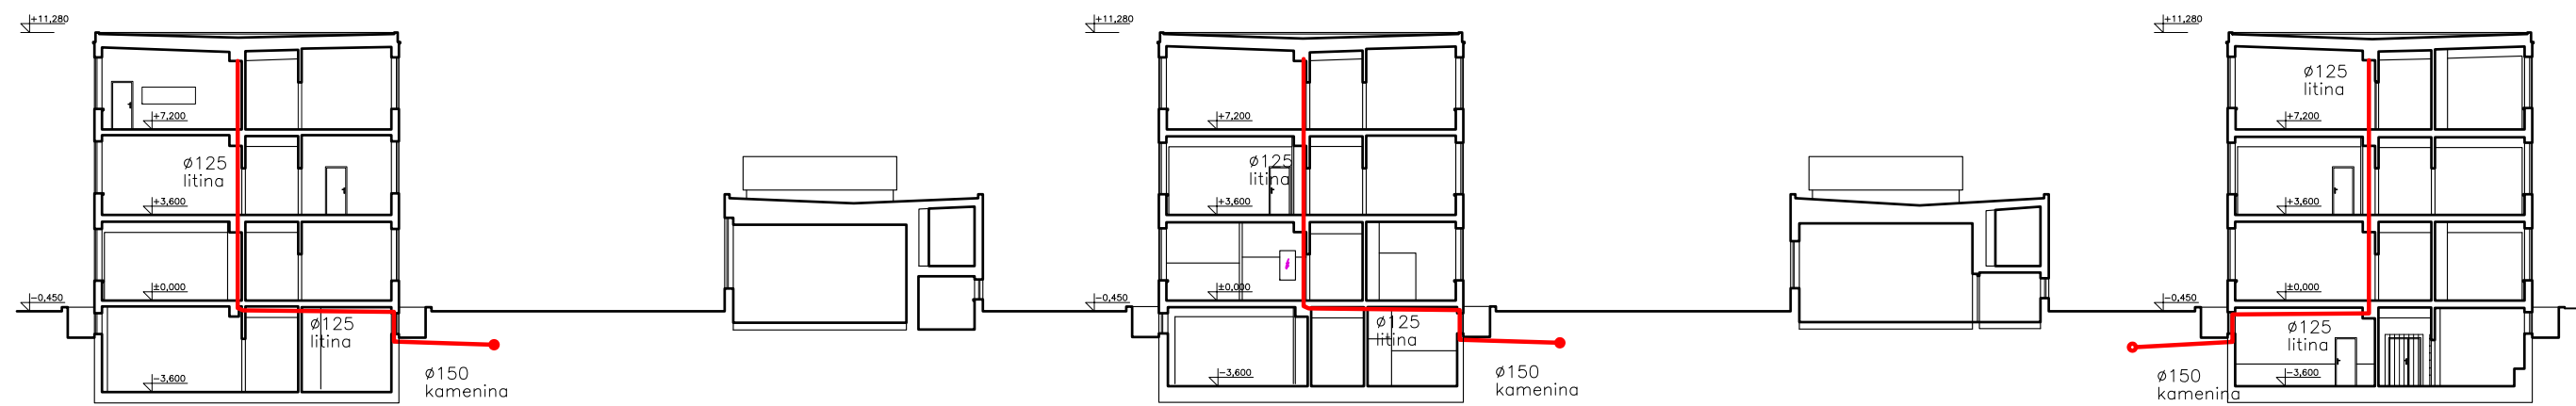 +11,280
+7,200
ø125
litina
+3,600
±0,000
-0,450
ø125
litina
-3,600
ø150
kamenina
+11,280
+7,200
ø125
litina
+3,600
±0,000
-0,450
ø125
litina
-3,600
ø150
kamenina
+11,280
ø125
litina
+7,200
+3,600
±0,000
-0,450
ø125
litina
-3,600
ø150
kamenina